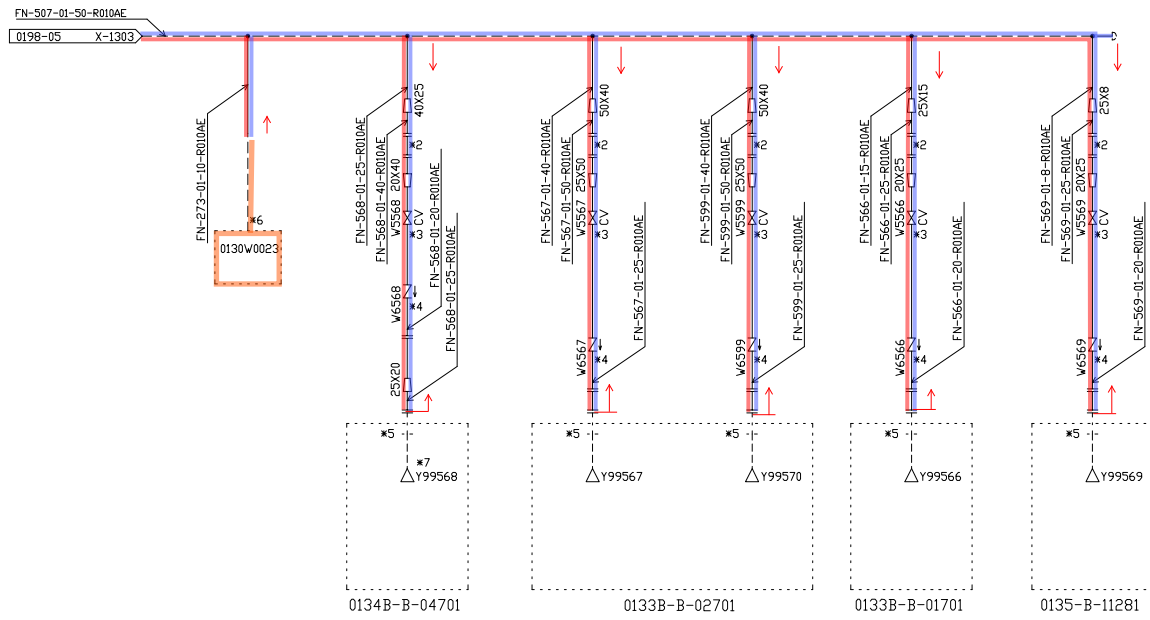 FN-507-01-50-R010AE
0198-05 X-1303
D
FN-273-01-10-R010AE
*6
0130W0023
40X25
FN-568-01-25-R010AE
FN-568-01-40-R010AE
*2
W5568 20X40
CV
*3
FN-568-01-20-R010AE
FN-568-01-25-R010AE
W6568
*4
25X20
*5
*7
Y99568
0134B-B-04701
50X40
FN-567-01-40-R010AE
FN-567-01-50-R010AE
*2
W5567 25X50
CV
*3
FN-567-01-25-R010AE
W6567
*4
*5
Y99567
50X40
FN-599-01-40-R010AE
FN-599-01-50-R010AE
*2
W5599 25X50
CV
*3
FN-599-01-25-R010AE
W6599
*4
*5
Y99570
0133B-B-02701
25X15
FN-566-01-15-R010AE
FN-566-01-25-R010AE
*2
W5566 20X25
CV
*3
FN-566-01-20-R010AE
W6566
*4
*5
Y99566
0133B-B-01701
25X8
FN-569-01-8-R010AE
FN-569-01-25-R010AE
*2
W5569 20X25
CV
*3
FN-569-01-20-R010AE
W6569
*4
*5
Y99569
0135-B-11281